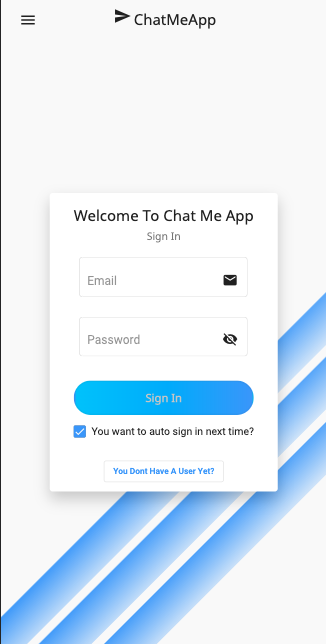 ChatMeApp
Welcome To Chat Me App
Sign In
Email
Password
Sign In
You want to auto sign in next time?
You Dont Have A User Yet?